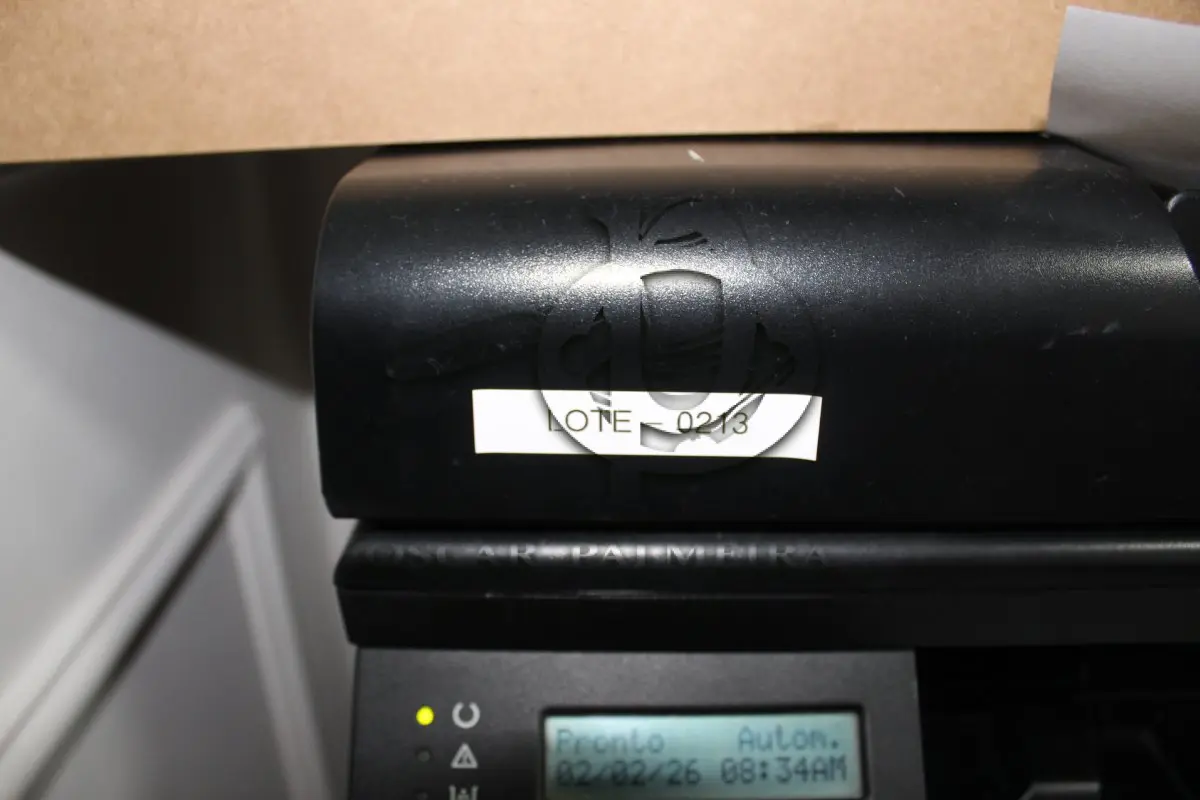 LOTE - 0213
OSCAR PALMEIRA
Pronto Autom.
02/02/26 08:34AM